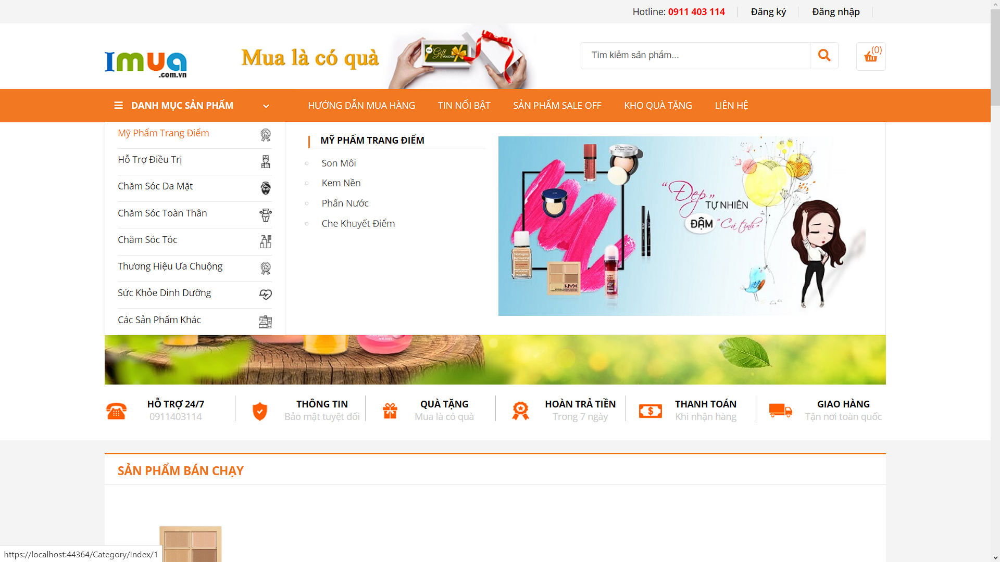 Hotline: 0911 403 114
Đăng ký
Đăng nhập
Imua
.com.vn
Mua là có quà
Gift
VOUCHER
Tìm kiếm sản phẩm...
(0)
DANH MỤC SẢN PHẨM
HƯỚNG DẪN MUA HÀNG
TIN NỔI BẬT
SẢN PHẨM SALE OFF
KHO QUÀ TẶNG
LIÊN HỆ
Mỹ Phẩm Trang Điểm
Hỗ Trợ Điều Trị
Chăm Sóc Da Mặt
Chăm Sóc Toàn Thân
Chăm Sóc Tóc
Thương Hiệu Ưa Chuộng
Sức Khỏe Dinh Dưỡng
Các Sản Phẩm Khác
MỸ PHẨM TRANG ĐIỂM
Son Môi
Kem Nền
Phấn Nước
Che Khuyết Điểm
“Đẹp”
TỰ NHIÊN
ĐẬM “Cá tính”
Neutrogena
NYX
HỖ TRỢ 24/7
0911403114
THÔNG TIN
Bảo mật tuyệt đối
QUÀ TẶNG
Mua là có quà
HOÀN TRẢ TIỀN
Trong 7 ngày
THANH TOÁN
Khi nhận hàng
GIAO HÀNG
Tận nơi toàn quốc
SẢN PHẨM BÁN CHẠY
https://localhost:44364/Category/Index/1